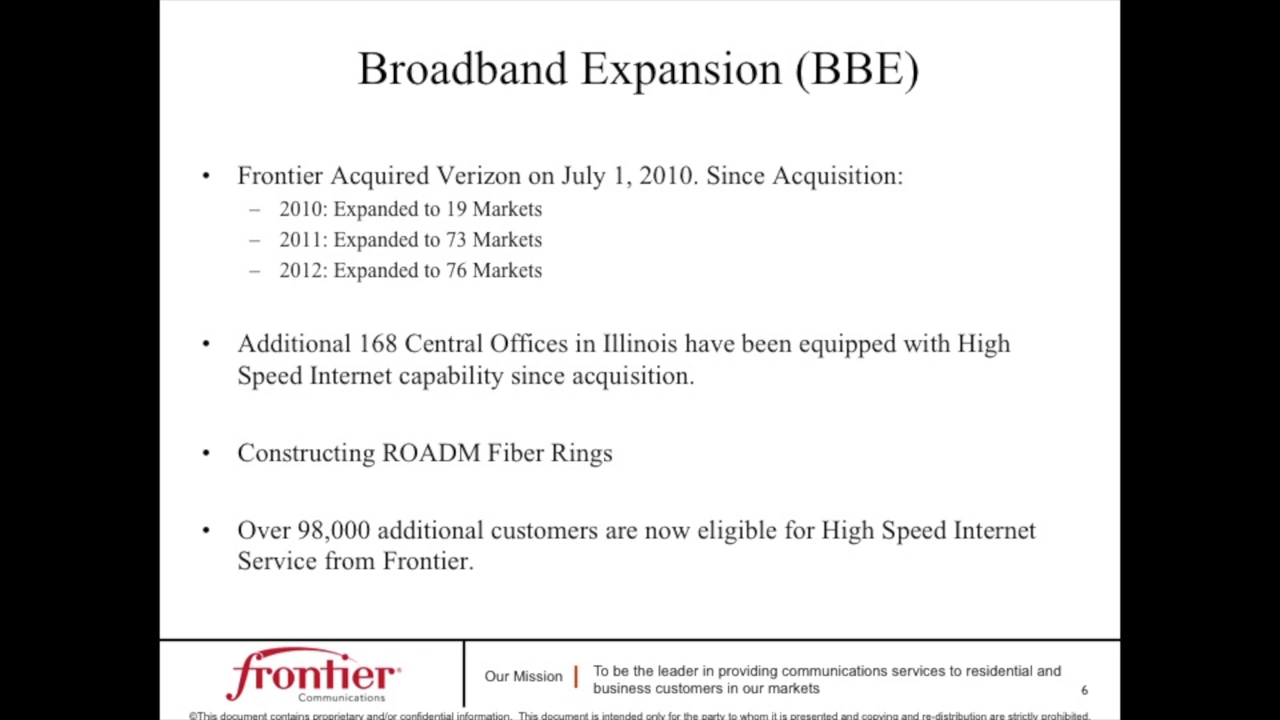 Broadband Expansion (BBE)
• Frontier Acquired Verizon on July 1, 2010. Since Acquisition:
– 2010: Expanded to 19 Markets
– 2011: Expanded to 73 Markets
– 2012: Expanded to 76 Markets
• Additional 168 Central Offices in Illinois have been equipped with High
Speed Internet capability since acquisition.
• Constructing ROADM Fiber Rings
• Over 98,000 additional customers are now eligible for High Speed Internet
Service from Frontier.
frontier®
Communications
Our Mission
To be the leader in providing communications services to residential and
business customers in our markets
6
©This document contains proprietary and/or confidential information. This document is intended only for the party to whom it is presented and copying and re-distribution are strictly prohibited.